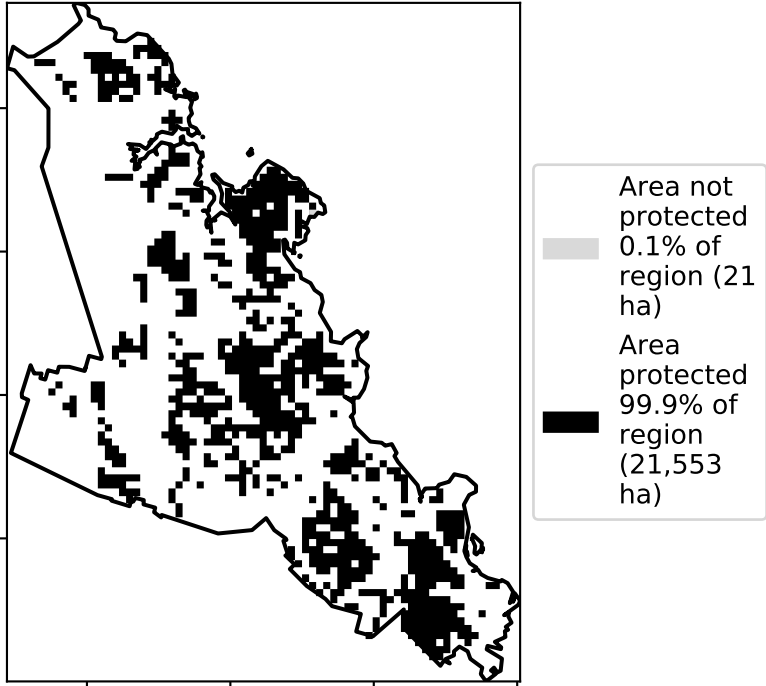 Area not
protected
0.1% of
region (21
ha)
Area
protected
99.9% of
region
(21,553
ha)